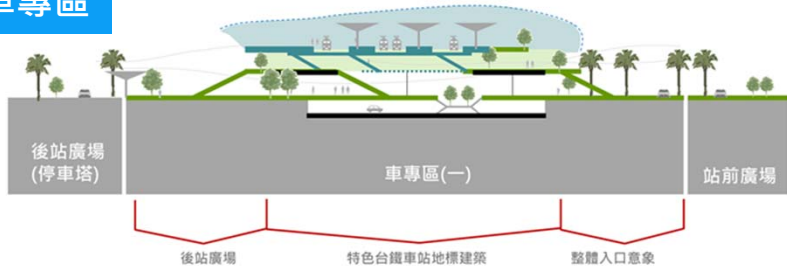 車專區
後站廣場
(停車塔)
車專區(一)
站前廣場
後站廣場
特色台鐵車站地標建築
整體入口意象